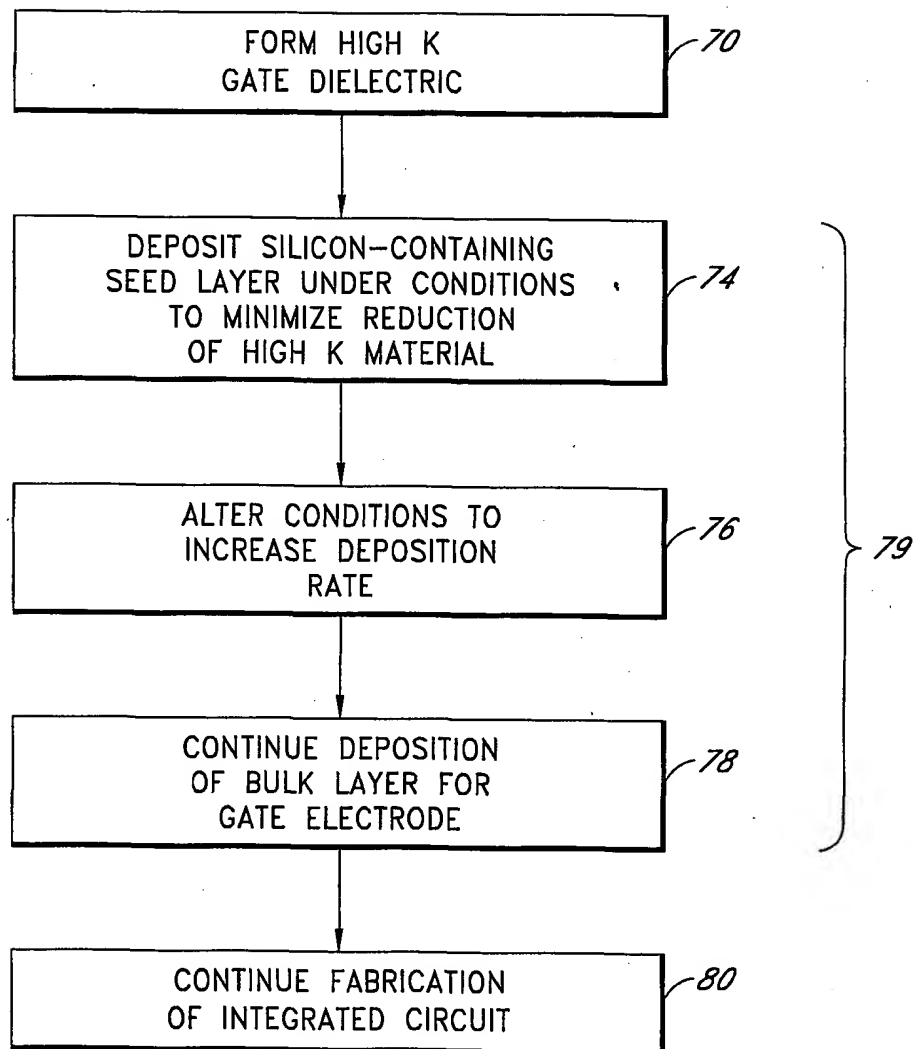 FORM HIGH K
GATE DIELECTRIC
70
DEPOSIT SILICON-CONTAINING
SEED LAYER UNDER CONDITIONS
TO MINIMIZE REDUCTION
OF HIGH K MATERIAL
74
ALTER CONDITIONS TO
INCREASE DEPOSITION
RATE
76
79
CONTINUE DEPOSITION
OF BULK LAYER FOR
GATE ELECTRODE
78
CONTINUE FABRICATION
OF INTEGRATED CIRCUIT
80